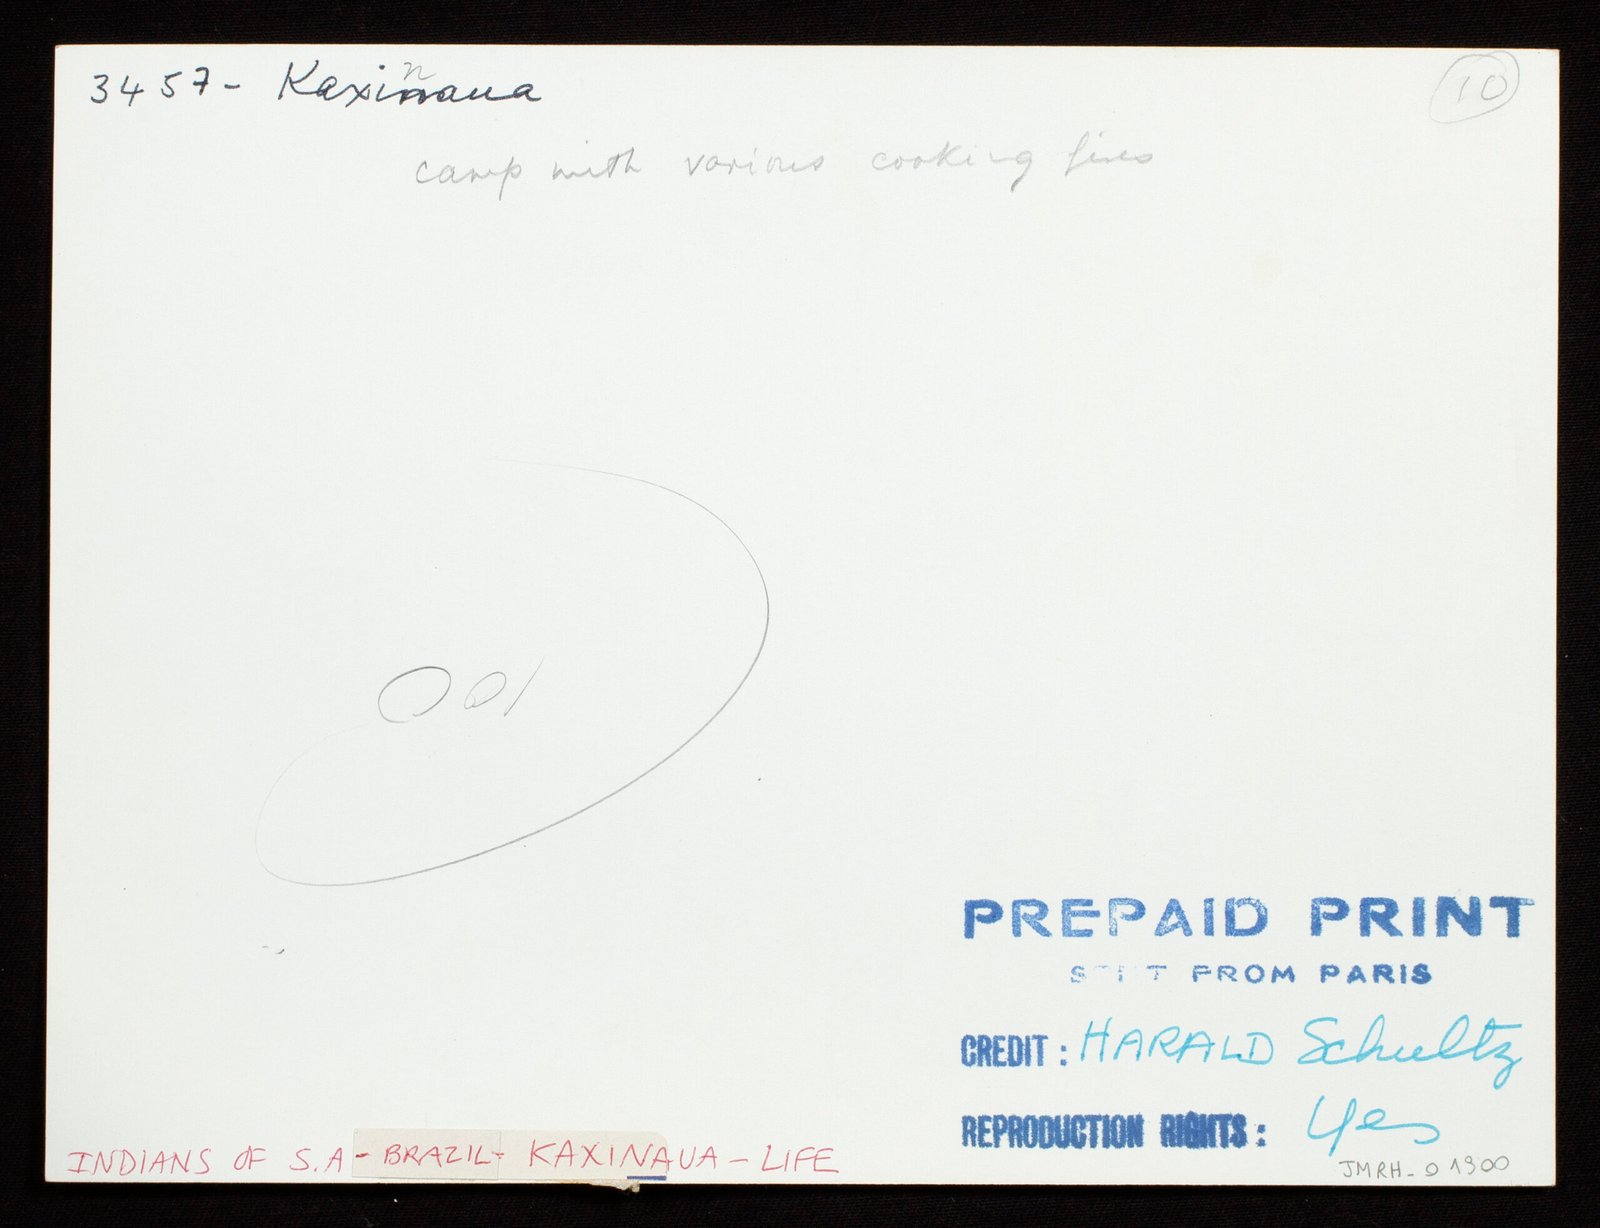 3457- Kaxinaua
n
10
camp with various cooking fires
001
PREPAID PRINT
SENT FROM PARIS
CREDIT: HARALD Schultz
REPRODUCTION RIGHTS: Yes
INDIANS OF S.A - BRAZIL - KAXINAUA - LIFE
JMRH-01900